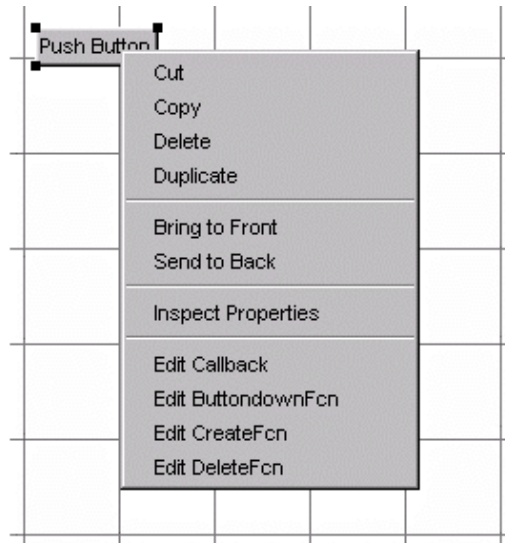 Push Button
Cut
Copy
Delete
Duplicate
Bring to Front
Send to Back
Inspect Properties
Edit Callback
Edit ButtondownFcn
Edit CreateFcn
Edit DeleteFcn